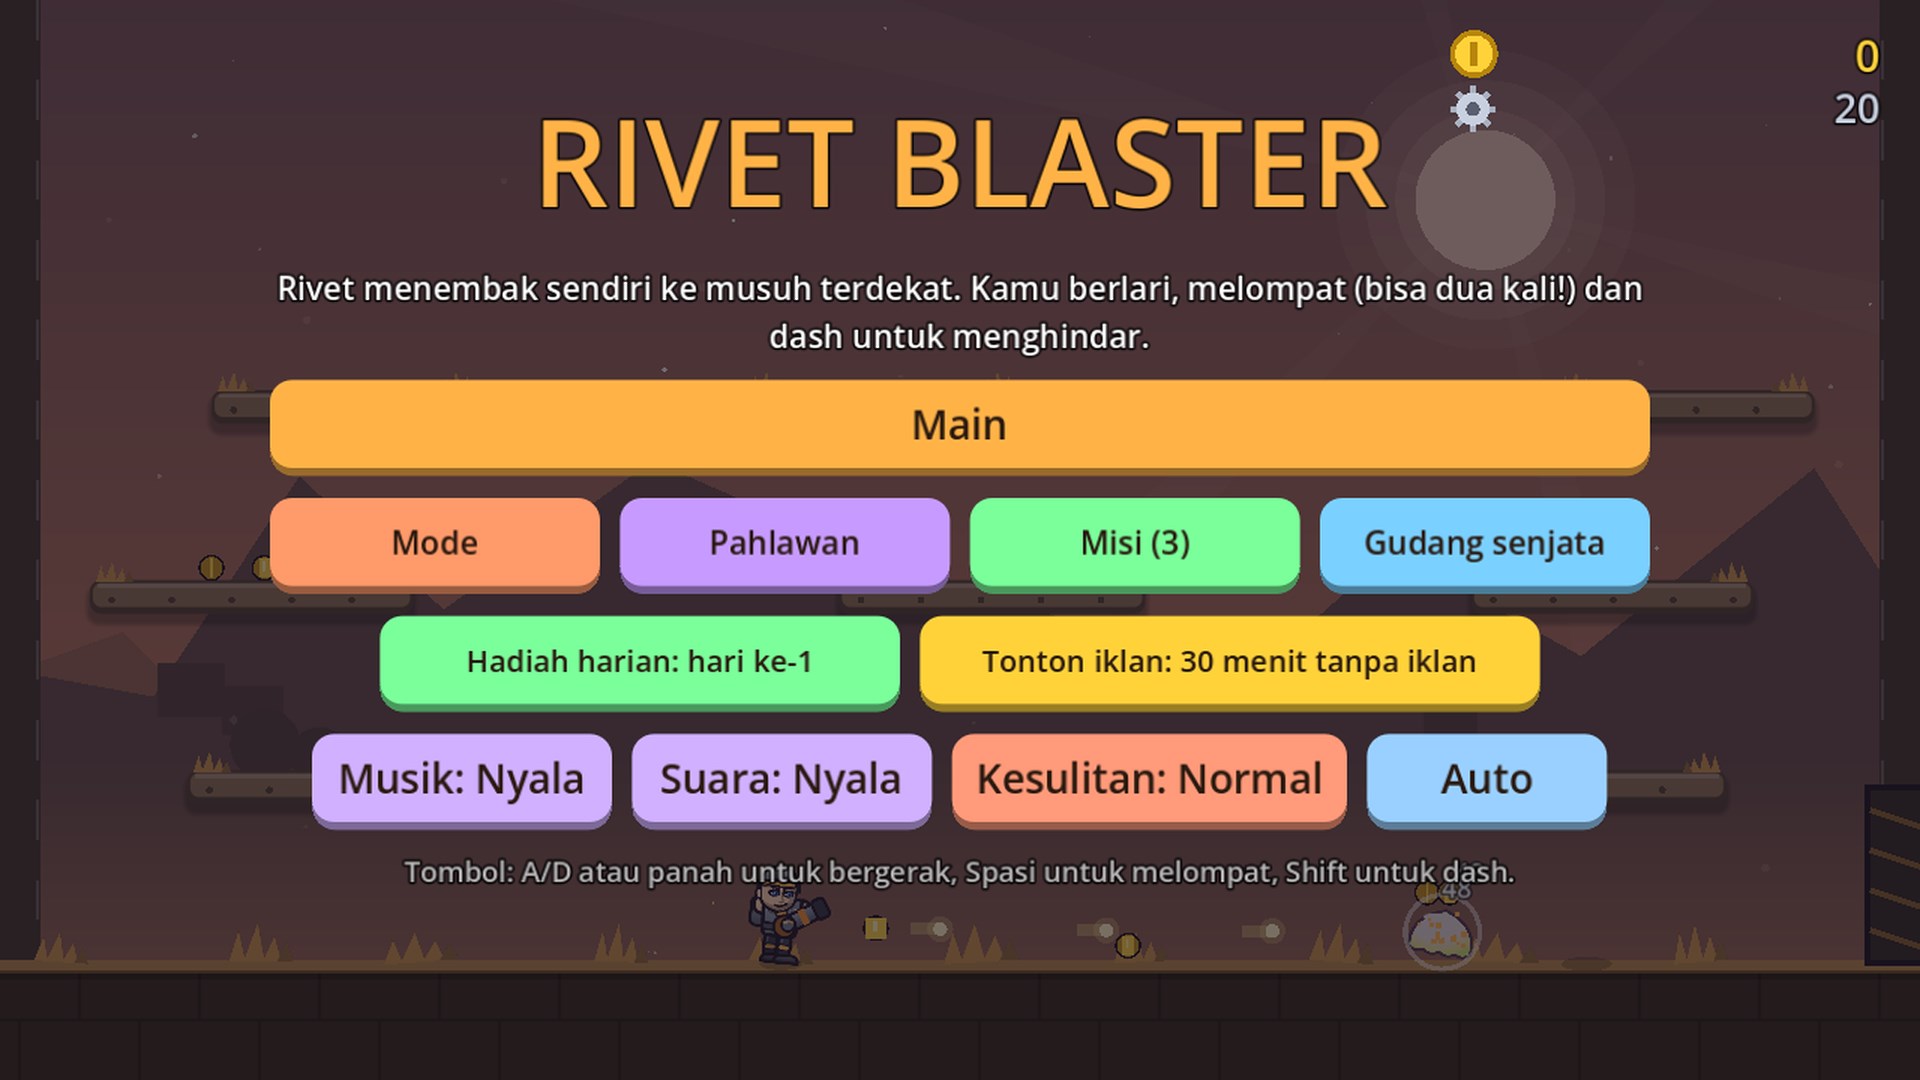 0
20
RIVET BLASTER
Rivet menembak sendiri ke musuh terdekat. Kamu berlari, melompat (bisa dua kali!) dan
dash untuk menghindar.
Main
Mode
Pahlawan
Misi (3)
Gudang senjata
Hadiah harian: hari ke-1
Tonton iklan: 30 menit tanpa iklan
Musik: Nyala
Suara: Nyala
Kesulitan: Normal
Auto
Tombol: A/D atau panah untuk bergerak, Spasi untuk melompat, Shift untuk dash.
48